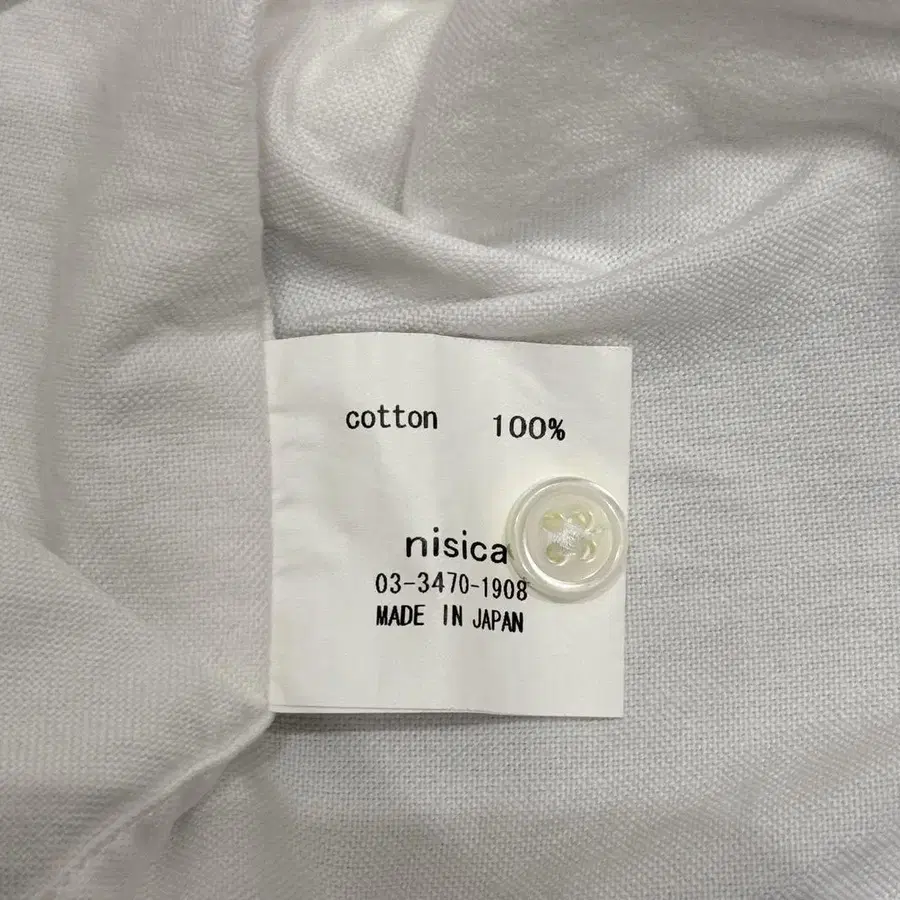 cotton 100%
nisica
03-3470-1908
MADE IN JAPAN